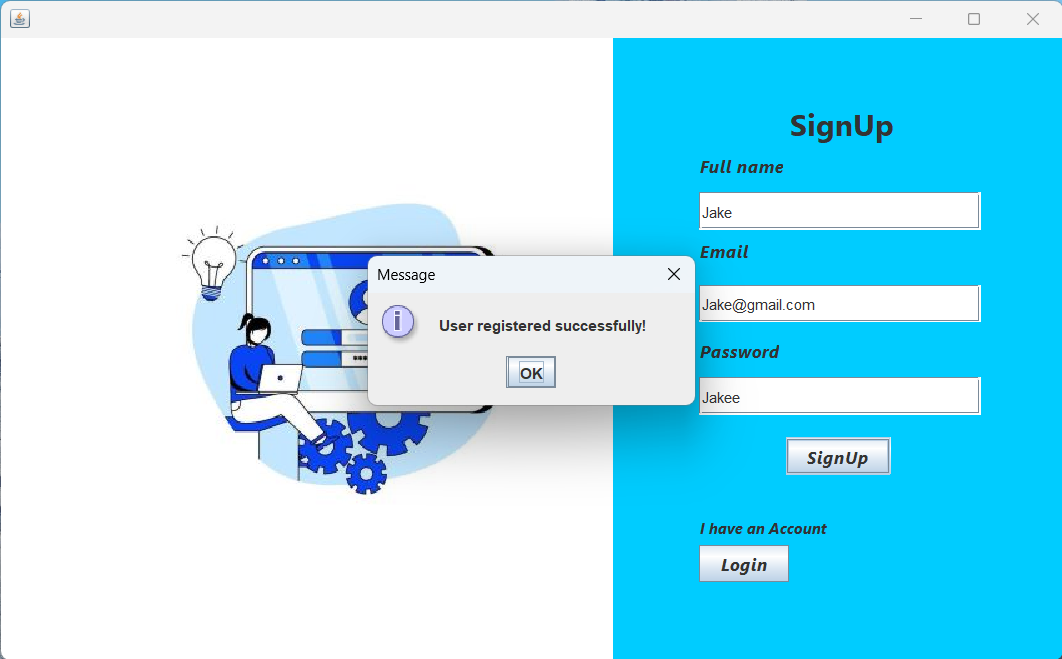 SignUp
Full name
Jake
Email
Jake@gmail.com
Password
Jakee
SignUp
I have an Account
Login
Message
User registered successfully!
OK
***